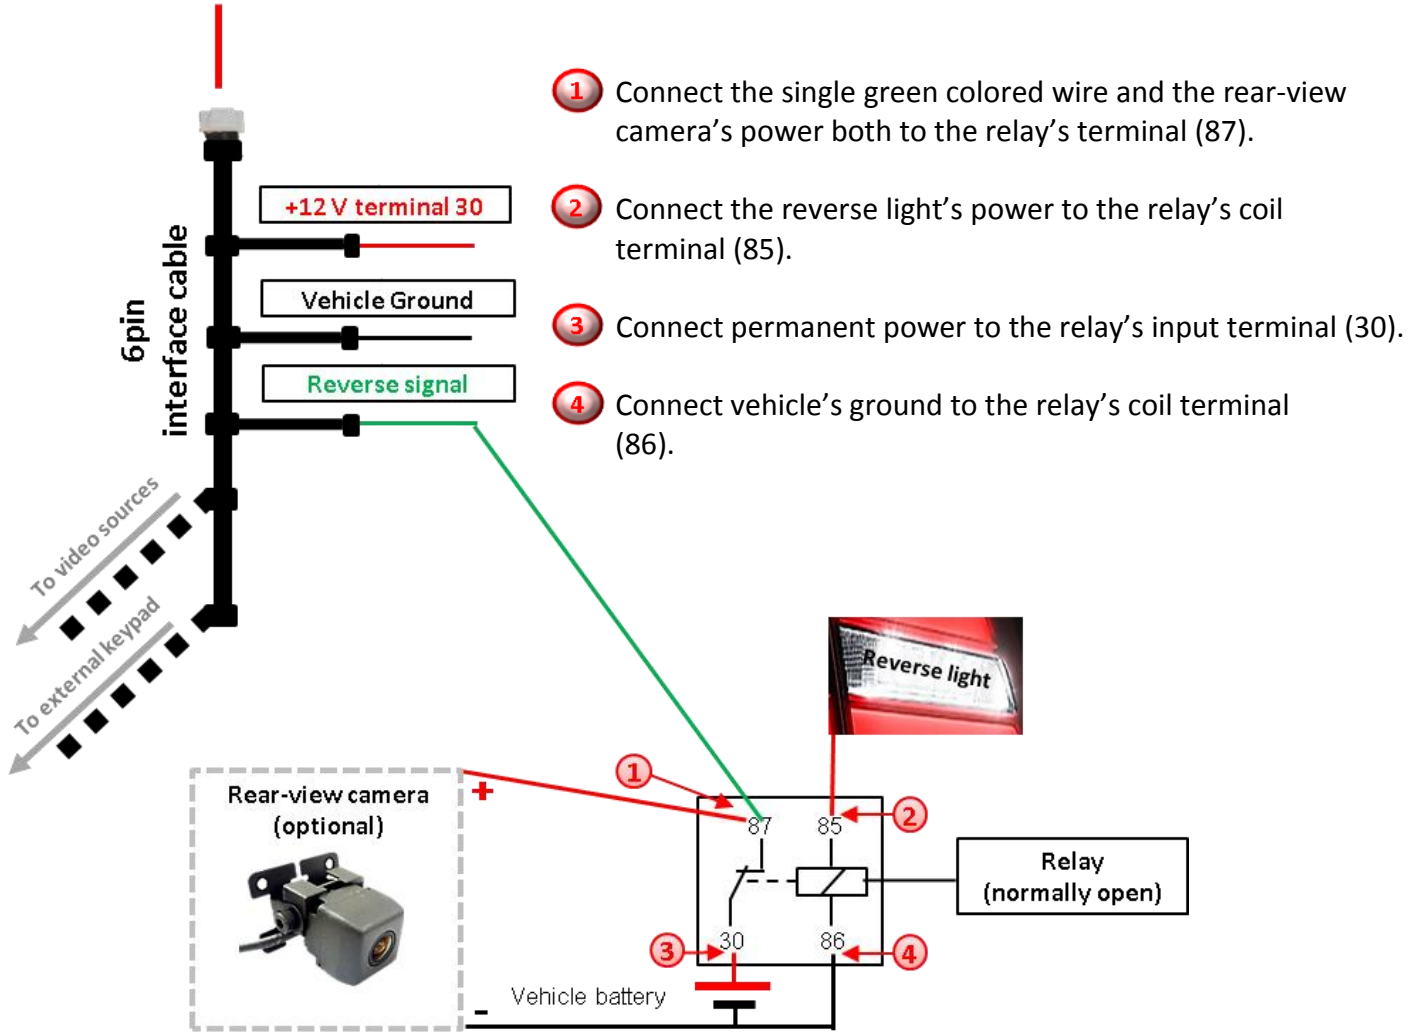 1 Connect the single green colored wire and the rear-view
camera’s power both to the relay’s terminal (87).
2 Connect the reverse light’s power to the relay’s coil
terminal (85).
3 Connect permanent power to the relay’s input terminal (30).
4 Connect vehicle’s ground to the relay’s coil terminal
(86).
+12 V terminal 30
Vehicle Ground
Reverse signal
6pin
interface cable
To video sources
To external keypad
Reverse light
Rear-view camera
(optional)
+
-
1
2
3
4
87
85
30
86
Relay
(normally open)
Vehicle battery